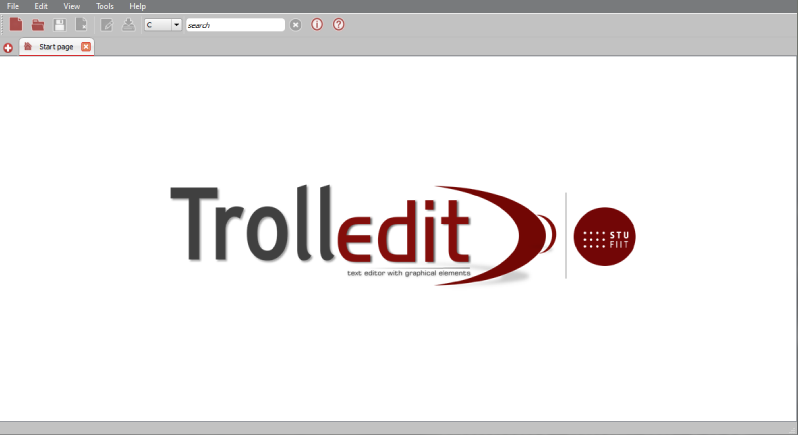 File Edit View Tools Help
C search
Start page
Trolledit
text editor with graphical elements
STU
FIIT